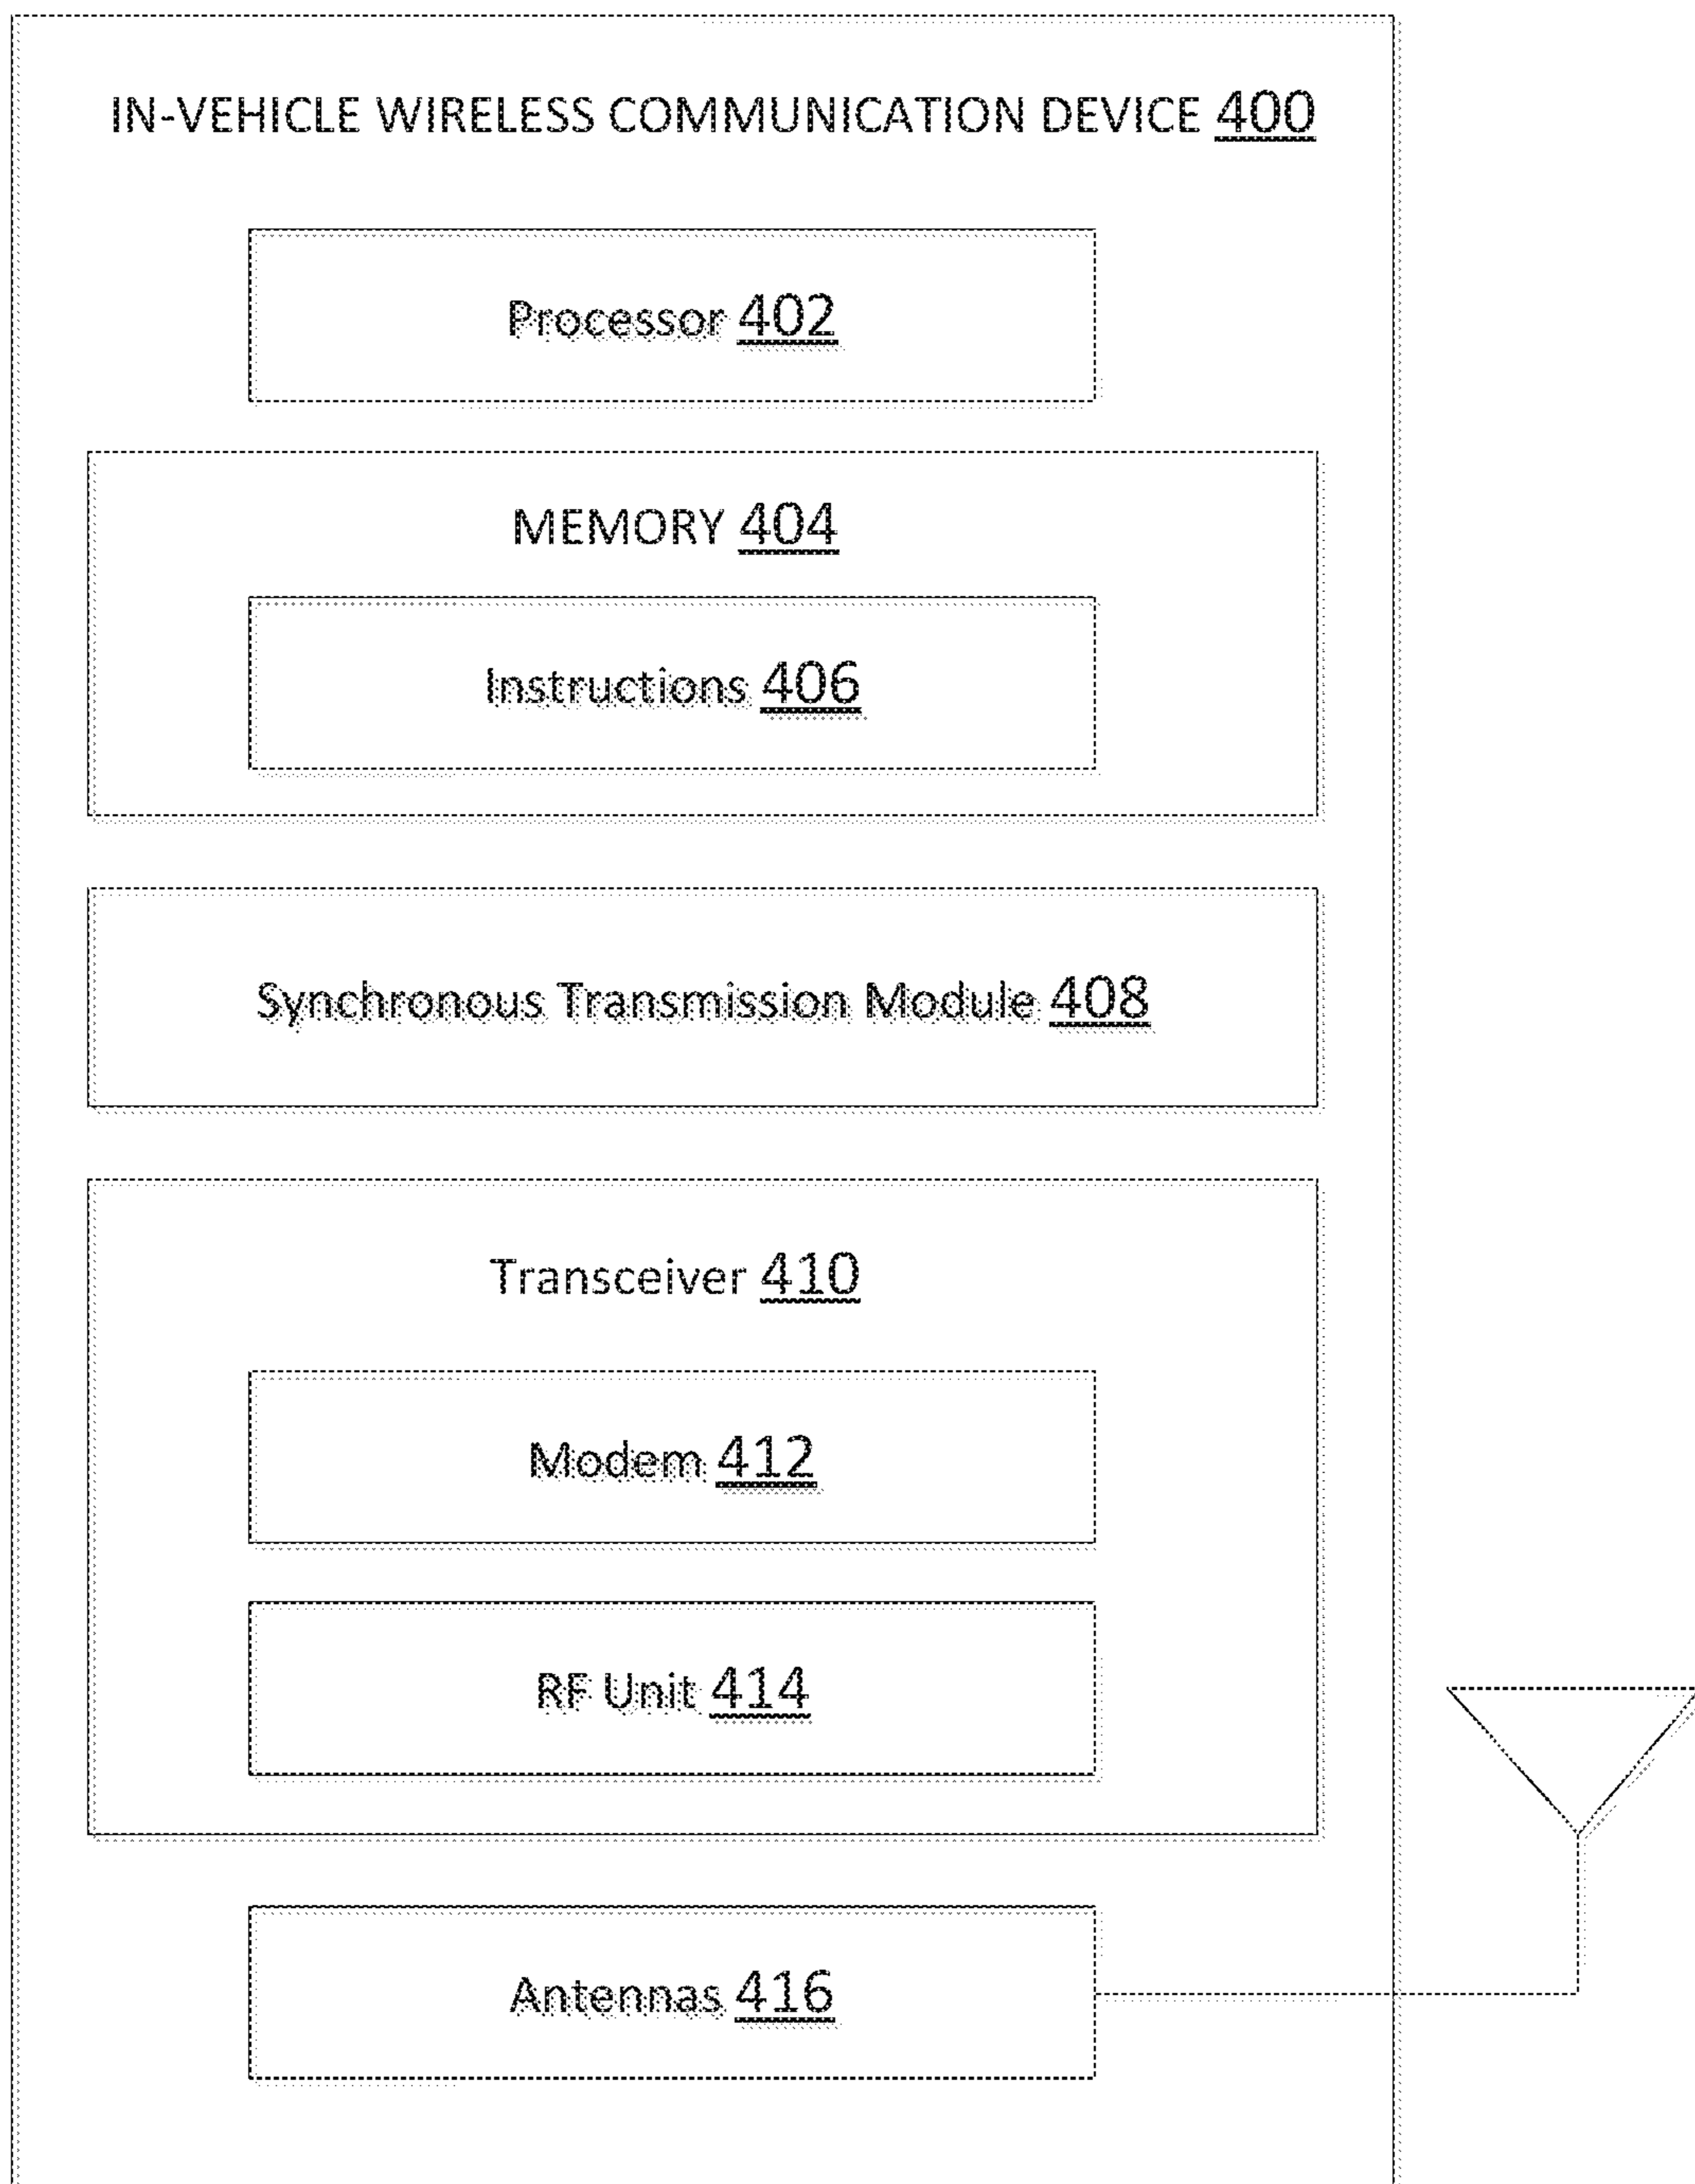 IN-VEHICLE WIRELESS COMMUNICATION DEVICE 400
Processor 402
MEMORY 404
Instructions 406
Synchronous Transmission Module 408
Transceiver 410
Modem 412
RF Unit 414
Antennas 416